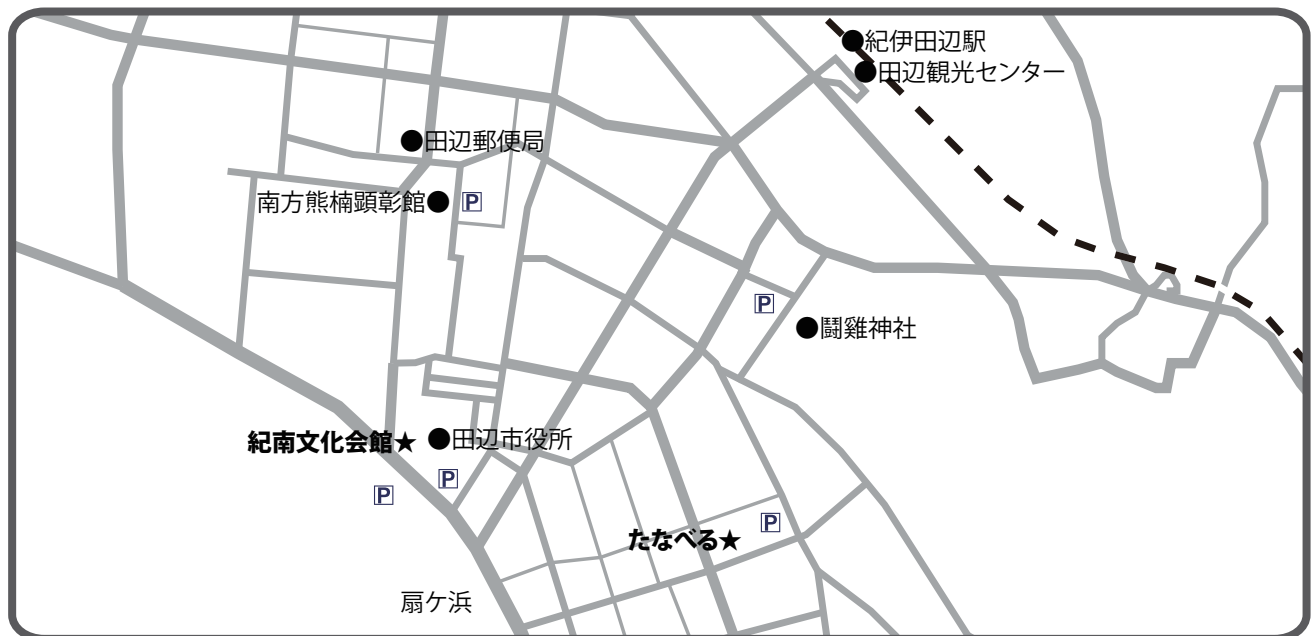 ●紀伊田辺駅
●田辺観光センター
●田辺郵便局
南方熊楠顕彰館●
P
P
●鬪雞神社
紀南文化会館★
●田辺市役所
P
P
P
たなべる★
扇ケ浜